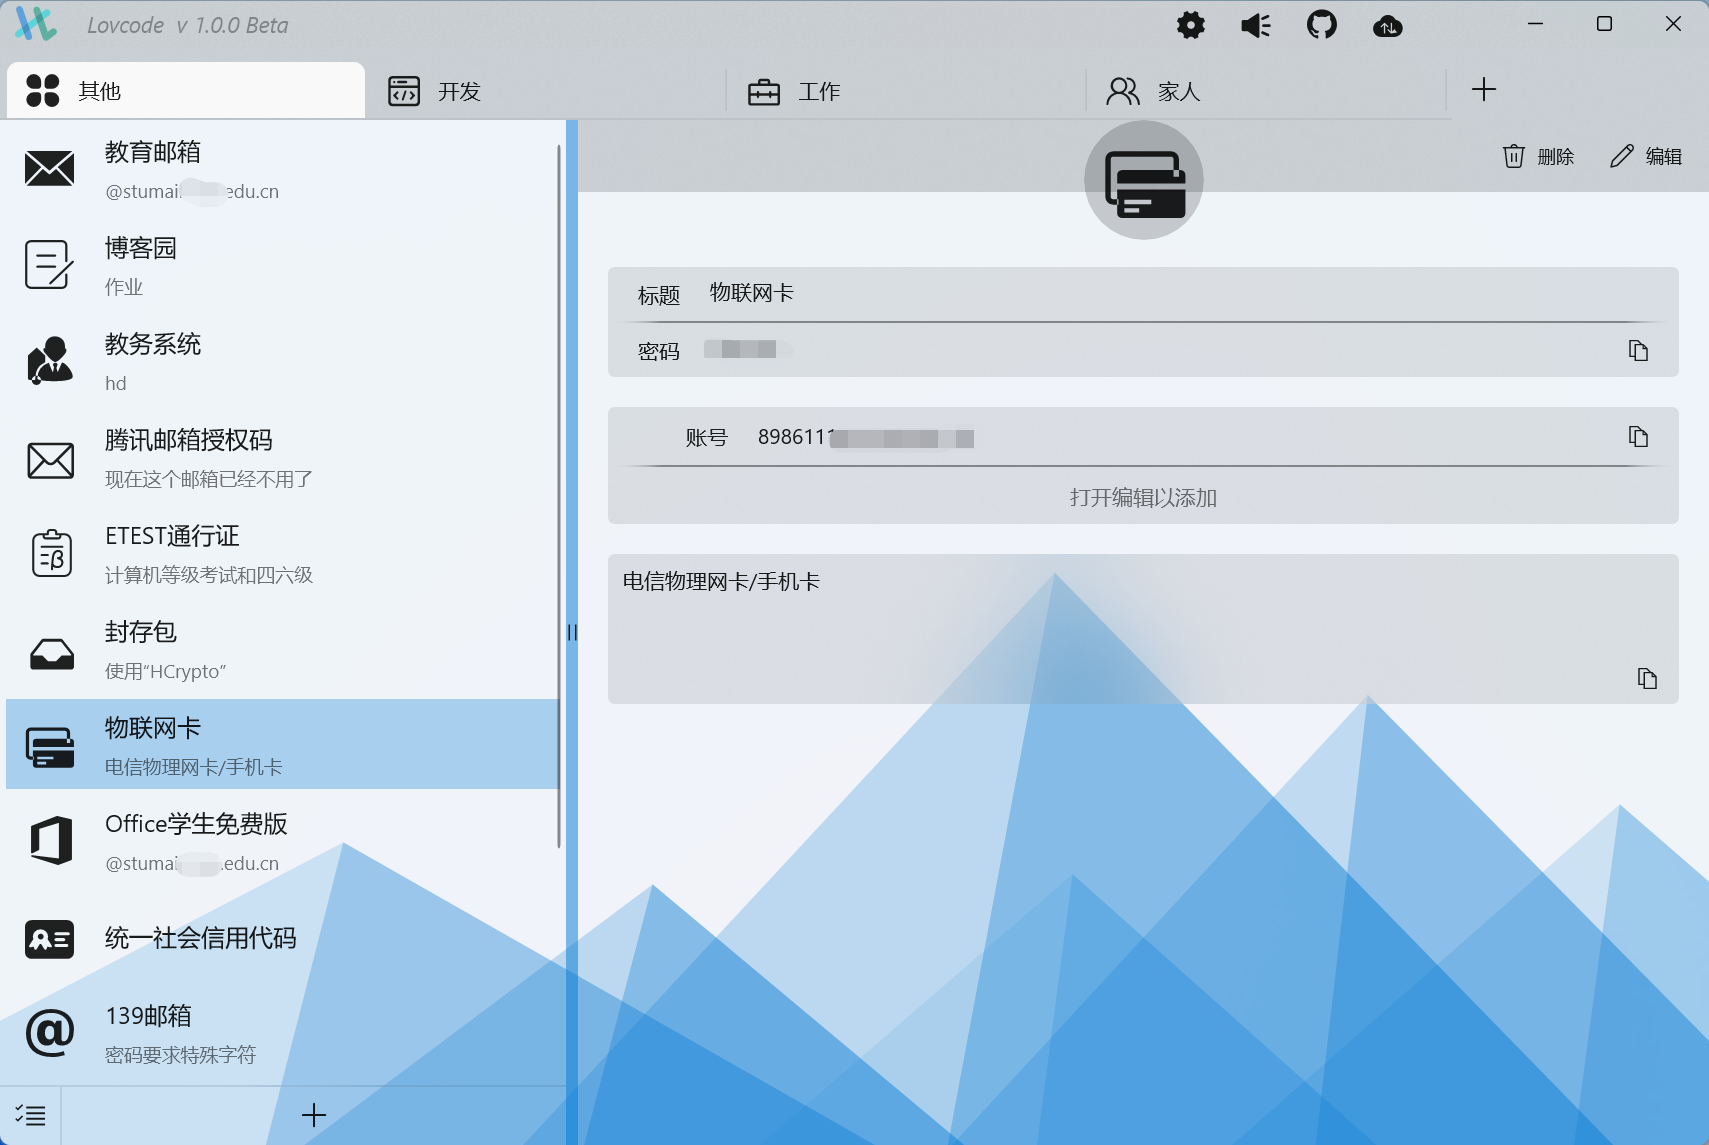 Lovcode v 1.0.0 Beta
其他
开发
工作
家人
教育邮箱
@stumai edu.cn
博客园
作业
教务系统
hd
腾讯邮箱授权码
现在这个邮箱已经不用了
ETEST通行证
计算机等级考试和四六级
封存包
使用“HCrypto”
物联网卡
电信物理网卡/手机卡
Office学生免费版
@stumai .edu.cn
统一社会信用代码
139邮箱
密码要求特殊字符
删除
编辑
标题 物联网卡
密码
账号 8986111
打开编辑以添加
电信物理网卡/手机卡